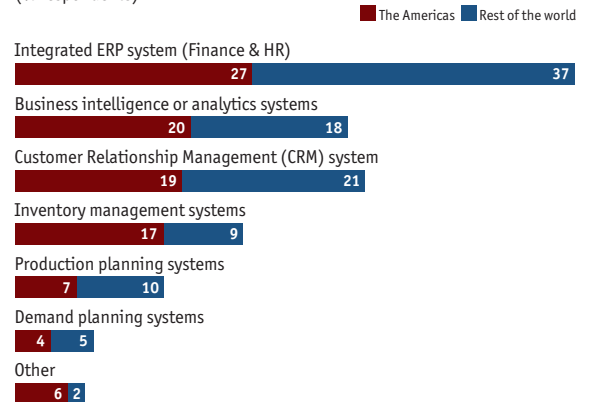 The Americas Rest of the world
Integrated ERP system (Finance & HR)
27 37
Business intelligence or analytics systems
20 18
Customer Relationship Management (CRM) system
19 21
Inventory management systems
17 9
Production planning systems
7 10
Demand planning systems
4 5
Other
6 2